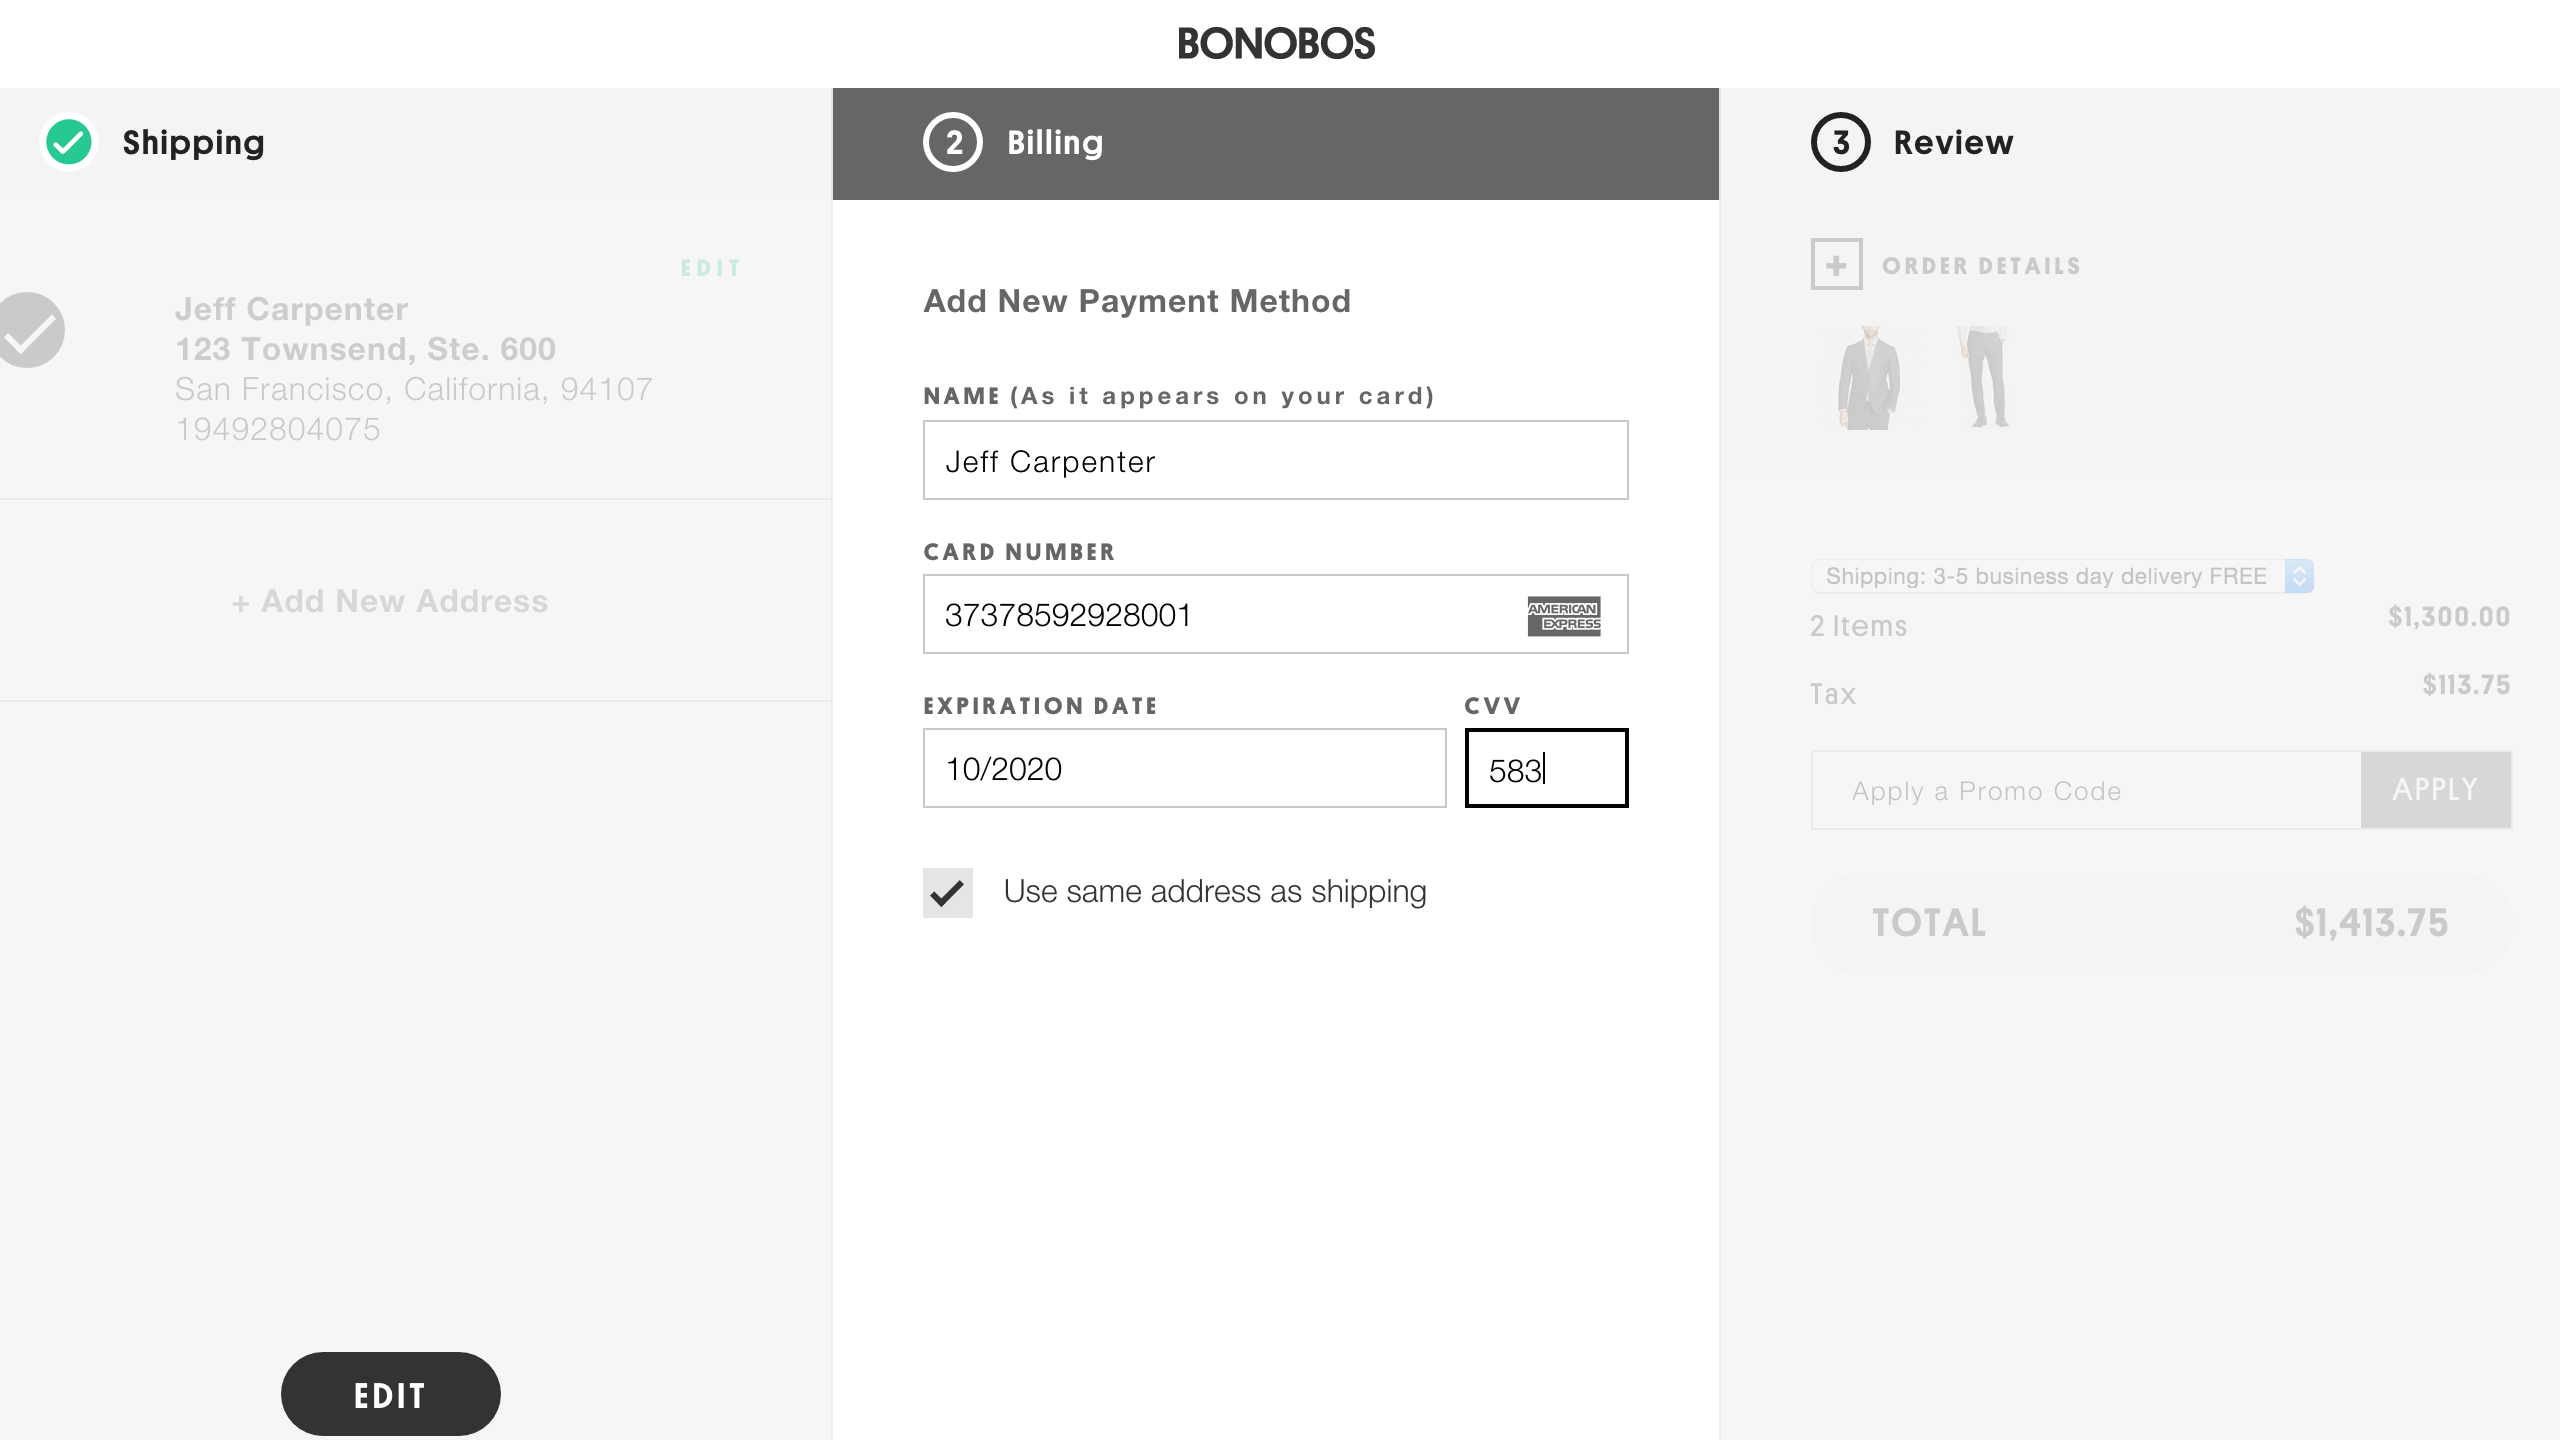 BONOBOS
Shipping
EDIT
Jeff Carpenter
123 Townsend, Ste. 600
San Francisco, California, 94107
19492804075
+ Add New Address
EDIT
2 Billing
Add New Payment Method
NAME (As it appears on your card)
Jeff Carpenter
CARD NUMBER
37378592928001
AMERICAN
EXPRESS
EXPIRATION DATE
10/2020
CVV
583
Use same address as shipping
3 Review
+ ORDER DETAILS
Shipping: 3-5 business day delivery FREE
2 Items $1,300.00
Tax $113.75
Apply a Promo Code APPLY
TOTAL $1,413.75